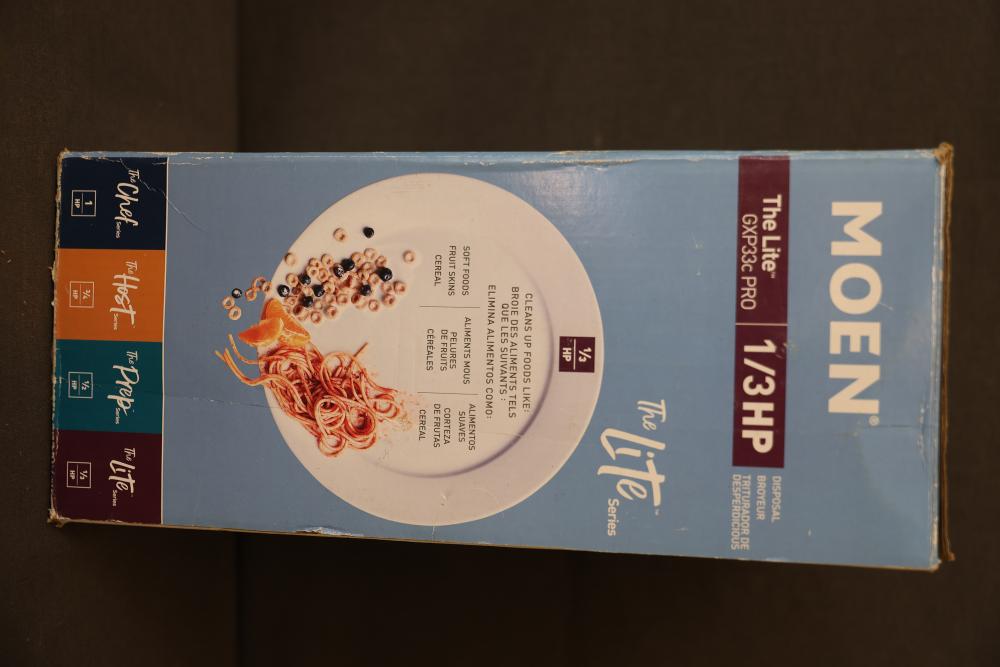 MOEN®
The Lite™
GXP33c PRO
1/3HP
DISPOSAL
BROYEUR
TRITURADOR DE
DESPERDICIOS
The Lite™
Series
1/3
HP
CLEANS UP FOODS LIKE:
BROIE DES ALIMENTS TELS
QUE LES SUIVANTS :
ELIMINA ALIMENTOS COMO:
SOFT FOODS
FRUIT SKINS
CEREAL
ALIMENTS MOUS
PELURES
DE FRUITS
CÉRÉALES
ALIMENTOS
SUAVES
CORTEZA
DE FRUTAS
CEREAL
The Chef Series
1
HP
The Host Series
3/4
HP
The Prep Series
1/2
HP
The Lite Series
1/3
HP